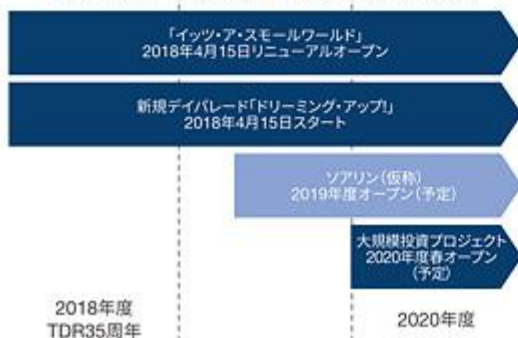 「イッツ・ア・スモールワールド」
2018年4月15日リニューアルオープン
新規デイパレード「ドリーミング・アップ!」
2018年4月15日スタート
ソアリン(仮称)
2019年度オープン(予定)
大規模投資プロジェクト
2020年度春オープン
(予定)
2018年度
TDR35周年
2020年度